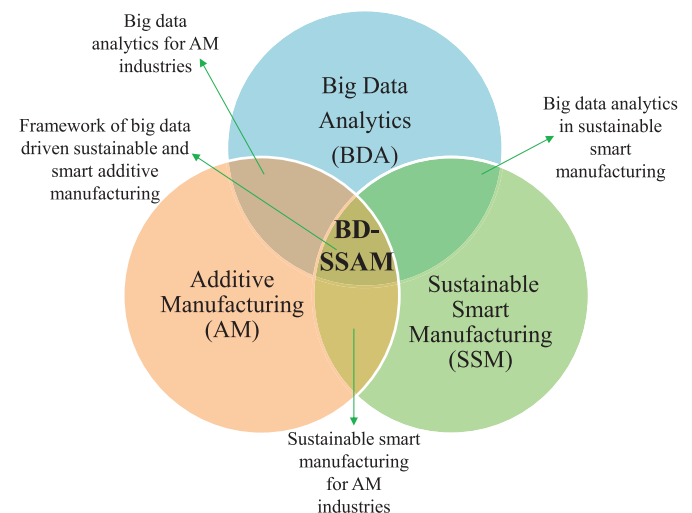 Big data
analytics for AM
industries
Big Data
Analytics
(BDA)
Big data analytics
in sustainable
smart
manufacturing
Framework of big data
driven sustainable and
smart additive
manufacturing
BD-
SSAM
Additive
Manufacturing
(AM)
Sustainable
Smart
Manufacturing
(SSM)
Sustainable smart
manufacturing
for AM
industries